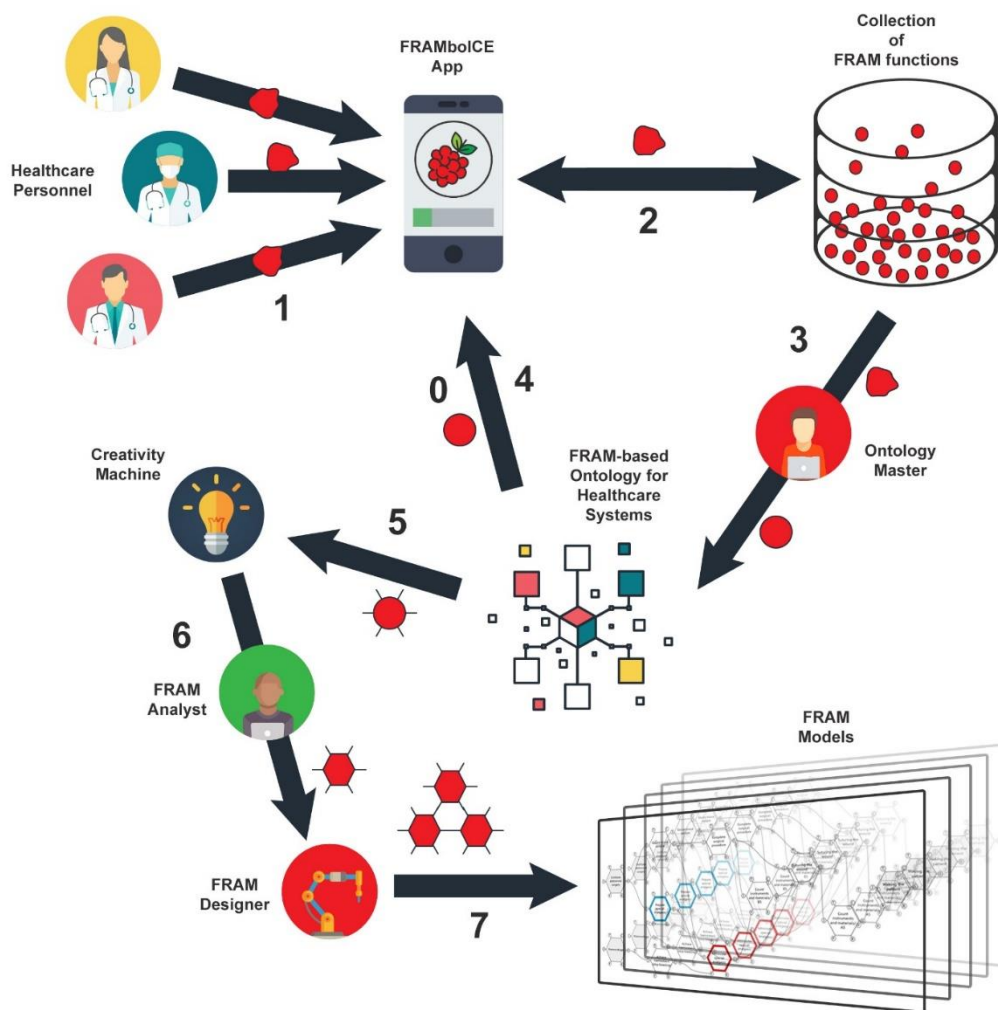 FRAMboICE
App
Collection
of
FRAM functions
Healthcare
Personnel
1
2
3
0
4
Ontology
Master
FRAM-based
Ontology for
Healthcare
Systems
Creativity
Machine
5
6
FRAM
Analyst
FRAM
Models
FRAM
Designer
7